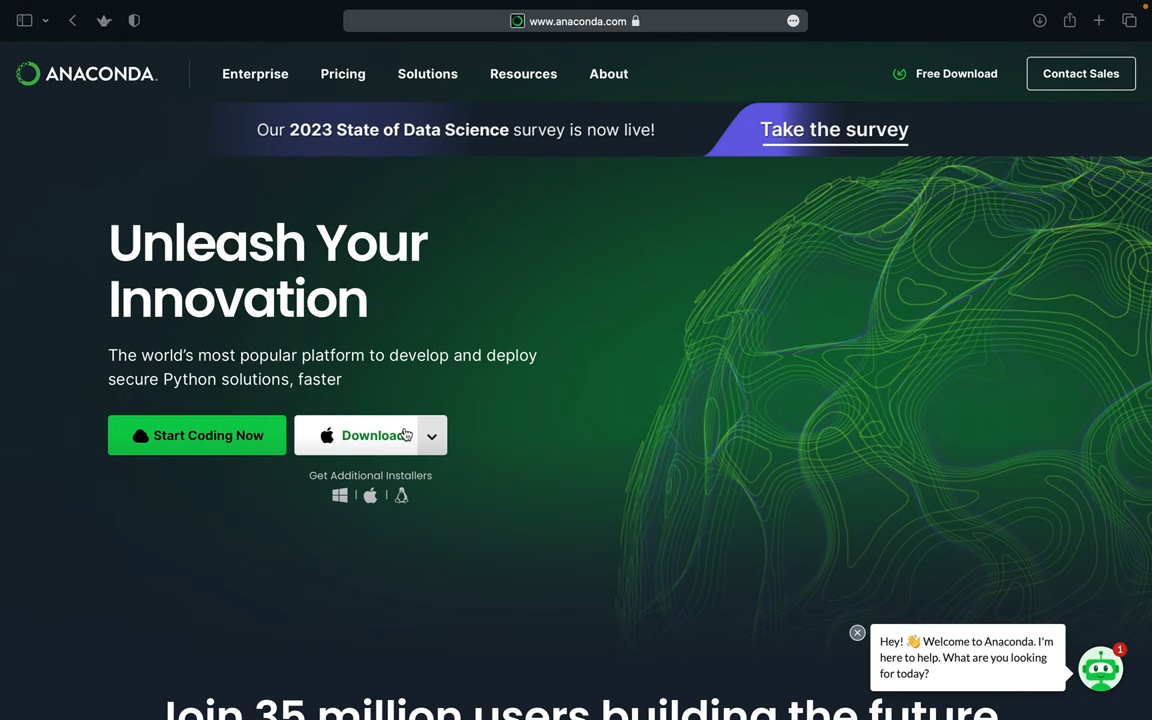 www.anaconda.com
ANACONDA.
Enterprise
Pricing
Solutions
Resources
About
Free Download
Contact Sales
Our 2023 State of Data Science survey is now live!
Take the survey
Unleash Your
Innovation
The world's most popular platform to develop and deploy
secure Python solutions, faster
Start Coding Now
Download
Get Additional Installers
Hey! 👋 Welcome to Anaconda. I'm
here to help. What are you looking
for today?
1
Join 35 million users building the future